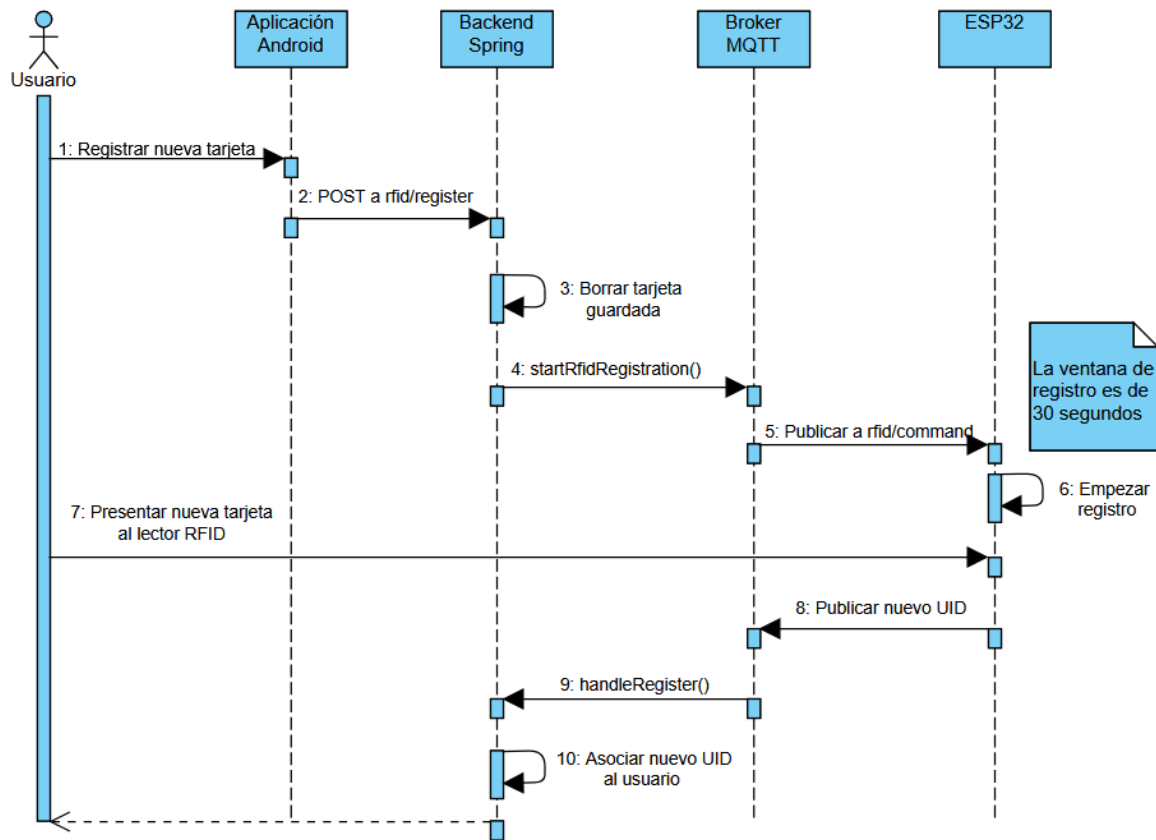 Usuario
Aplicación
Android
Backend
Spring
Broker
MQTT
ESP32
1: Registrar nueva tarjeta
2: POST a rfid/register
3: Borrar tarjeta
guardada
4: startRfidRegistration()
La ventana de
registro es de
30 segundos
5: Publicar a rfid/command
6: Empezar
registro
7: Presentar nueva tarjeta
al lector RFID
8: Publicar nuevo UID
9: handleRegister()
10: Asociar nuevo UID
al usuario